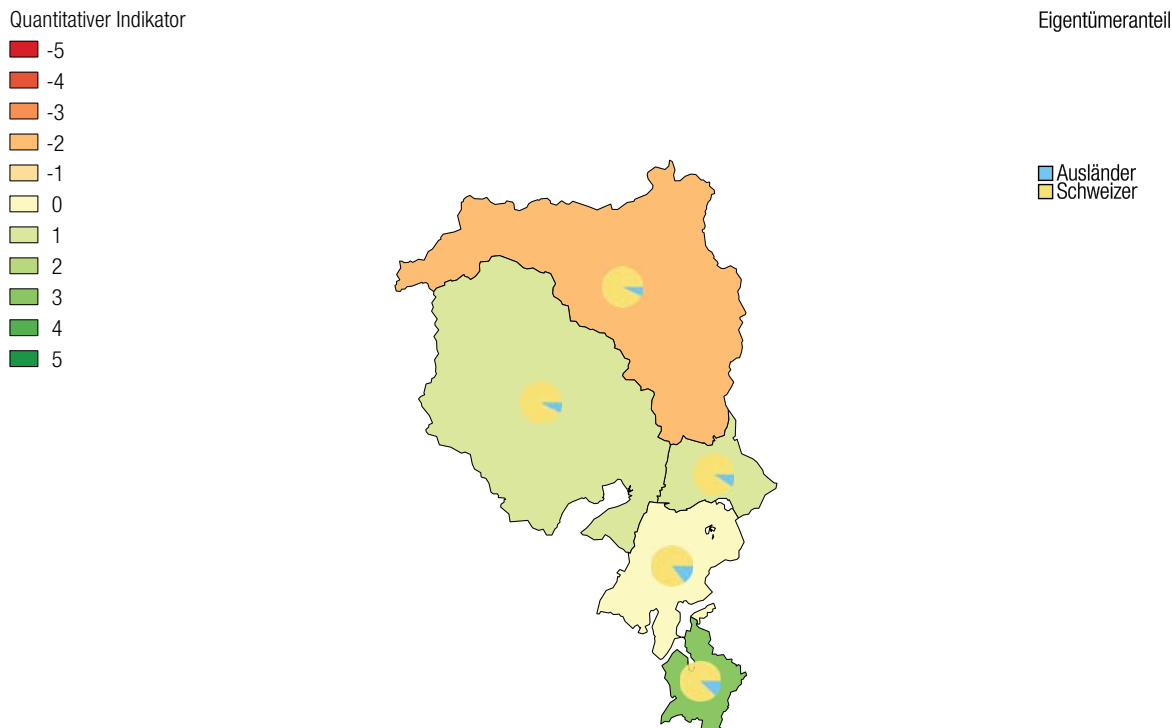 Quantitativer Indikator
-5
-4
-3
-2
-1
0
1
2
3
4
5
Eigentümeranteil
Ausländer
Schweizer